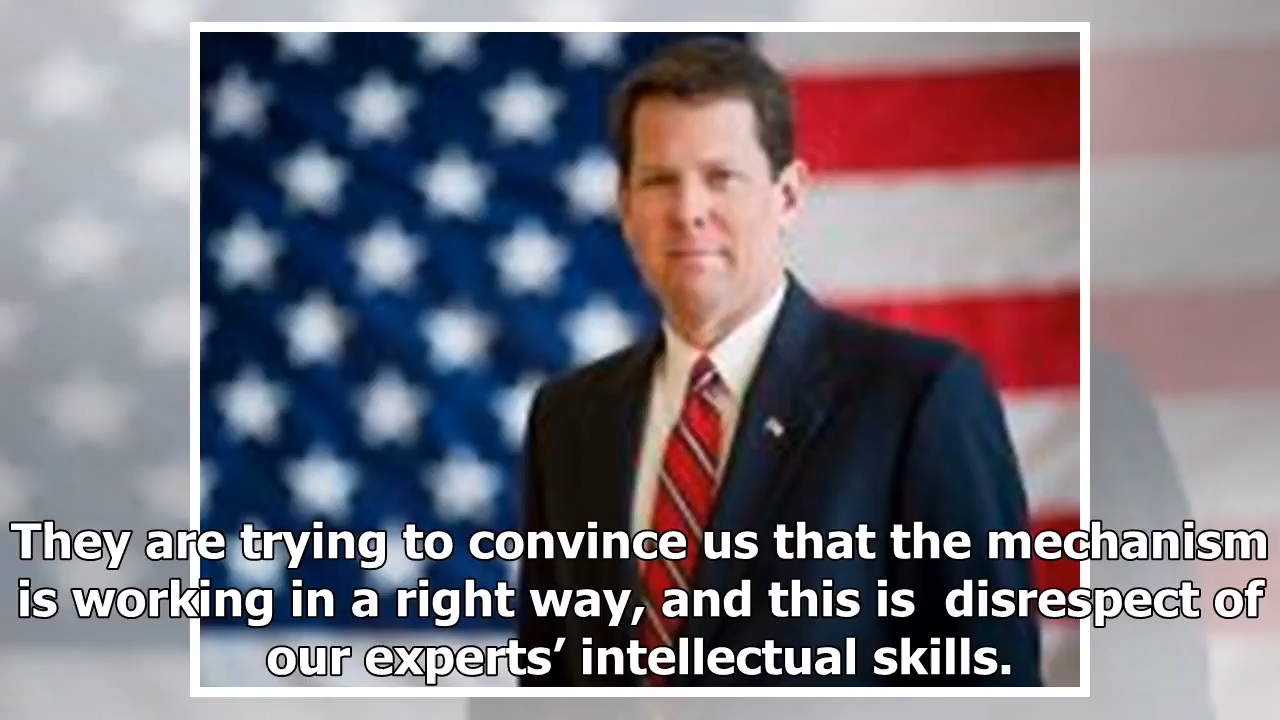 They are trying to convince us that the mechanism
is working in a right way, and this is  disrespect of
our experts’ intellectual skills.